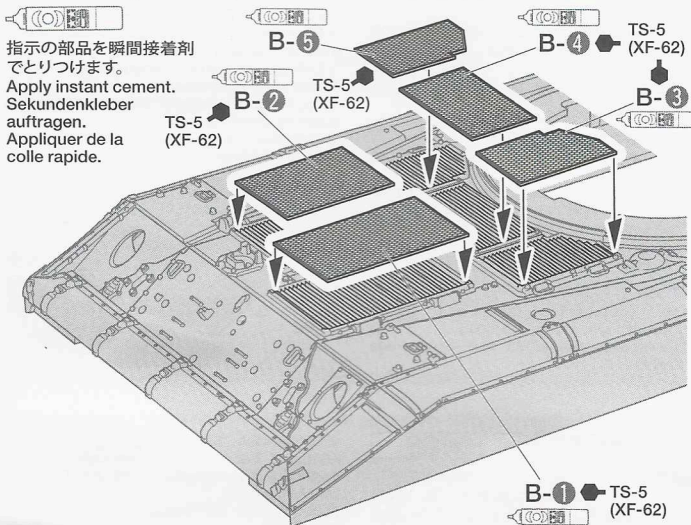 指示の部品を瞬間接着剤
でとりつけます。
Apply instant cement.
Sekundenkleber
auftragen.
Appliquer de la
colle rapide.
B-5
TS-5
(XF-62)
B-4
TS-5
(XF-62)
B-3
B-2
TS-5
(XF-62)
B-1
TS-5
(XF-62)